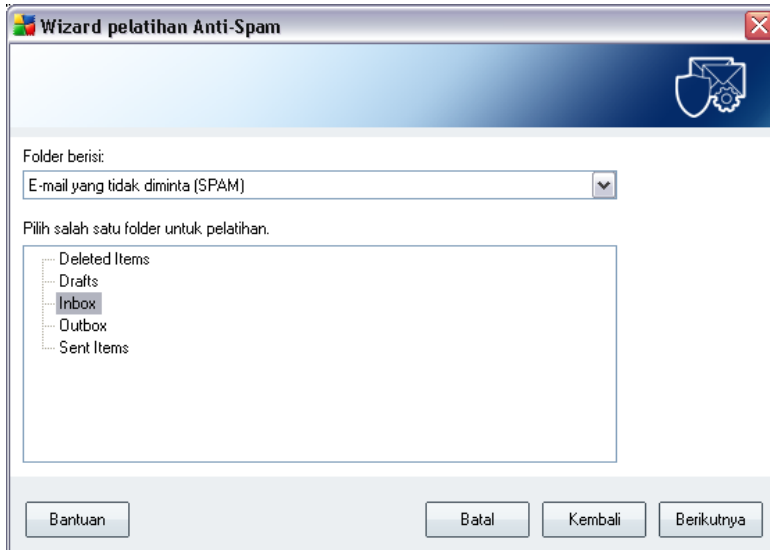 Wizard pelatihan Anti-Spam
Folder berisi:
E-mail yang tidak diminta (SPAM)
Pilih salah satu folder untuk pelatihan.
Deleted Items
Drafts
Inbox
Outbox
Sent Items
Bantuan
Batal
Kembali
Berikutnya